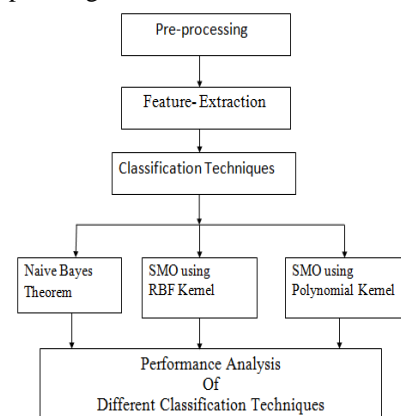 Pre-processing
Feature- Extraction
Classification Techniques
Naive Bayes
Theorem
SMO using
RBF Kernel
SMO using
Polynomial Kernel
Performance Analysis
Of
Different Classification Techniques